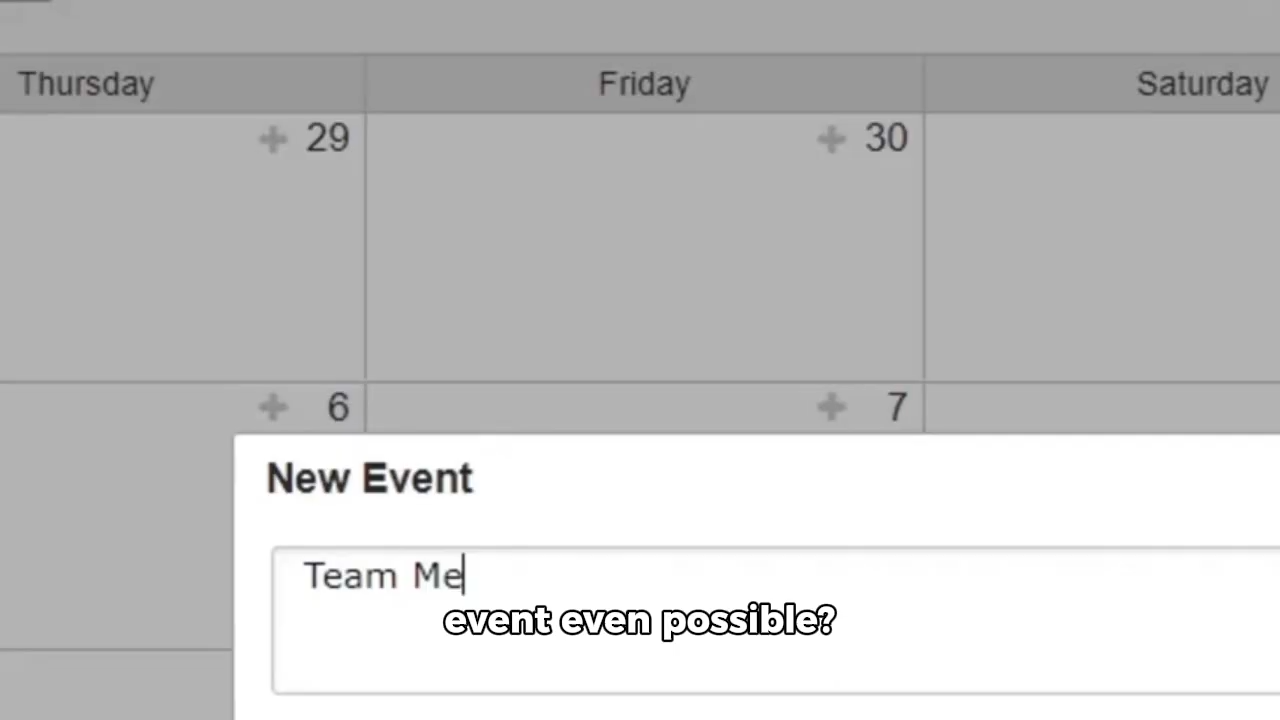 Thursday Friday Saturday
29 30
6 7
New Event
Team Me
event even possible?